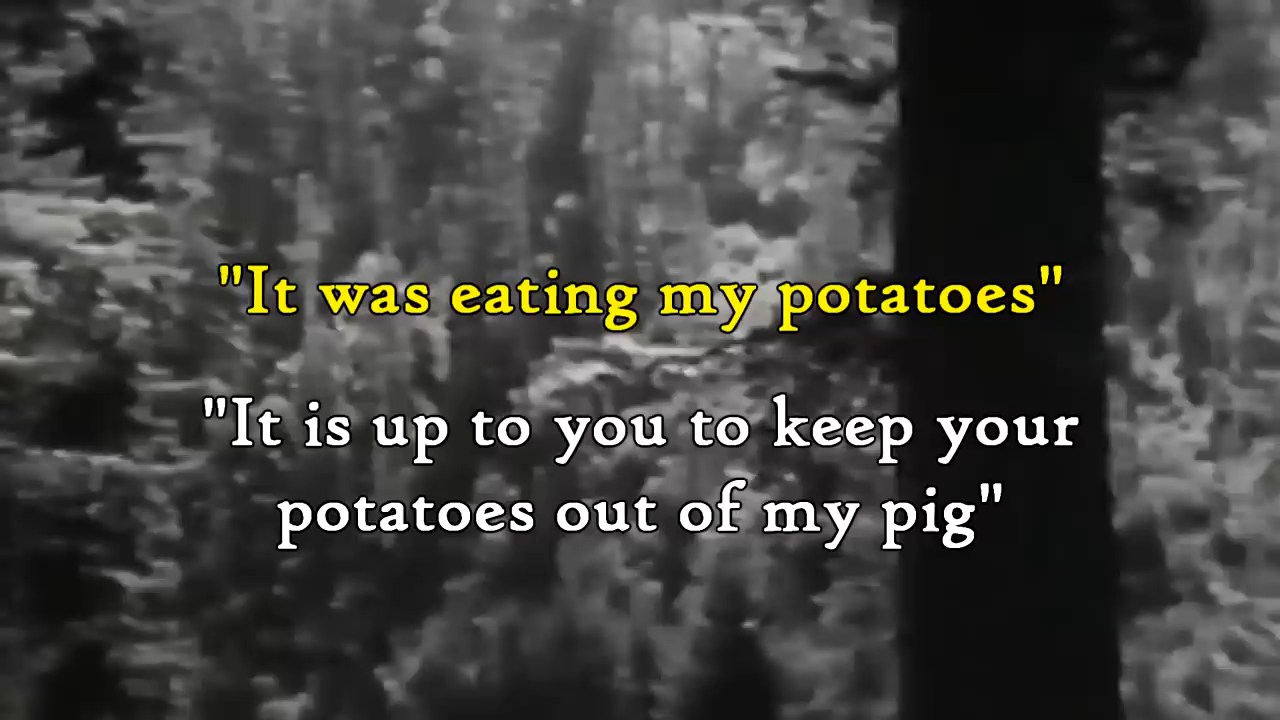 "It was eating my potatoes"
"It is up to you to keep your
potatoes out of my pig"